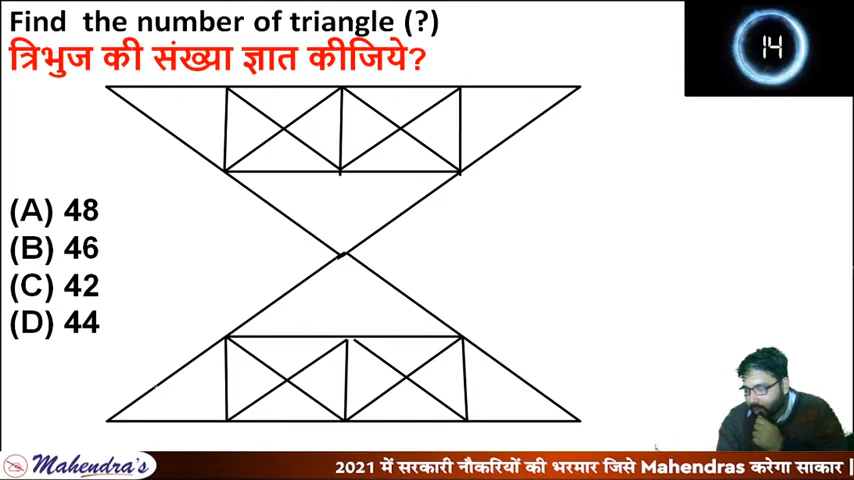 Find the number of triangle (?)
त्रिभुज की संख्या ज्ञात कीजिये?
14
(A) 48
(B) 46
(C) 42
(D) 44
Mahendra's
2021 में सरकारी नौकरियों की भरमार जिसे Mahendras करेगा साकार |